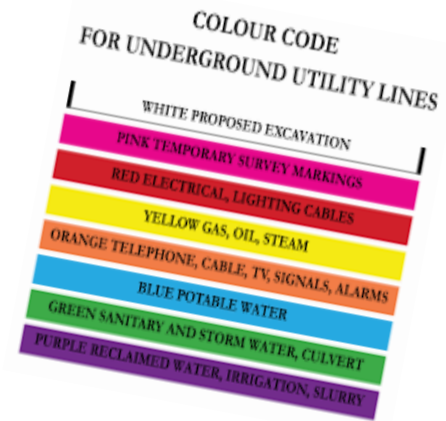 COLOUR CODE
FOR UNDERGROUND UTILITY LINES
WHITE PROPOSED EXCAVATION
PINK TEMPORARY SURVEY MARKINGS
RED ELECTRICAL, LIGHTING CABLES
YELLOW GAS, OIL, STEAM
ORANGE TELEPHONE, CABLE, TV, SIGNALS, ALARMS
BLUE POTABLE WATER
GREEN SANITARY AND STORM WATER, CULVERT
PURPLE RECLAIMED WATER, IRRIGATION, SLURRY